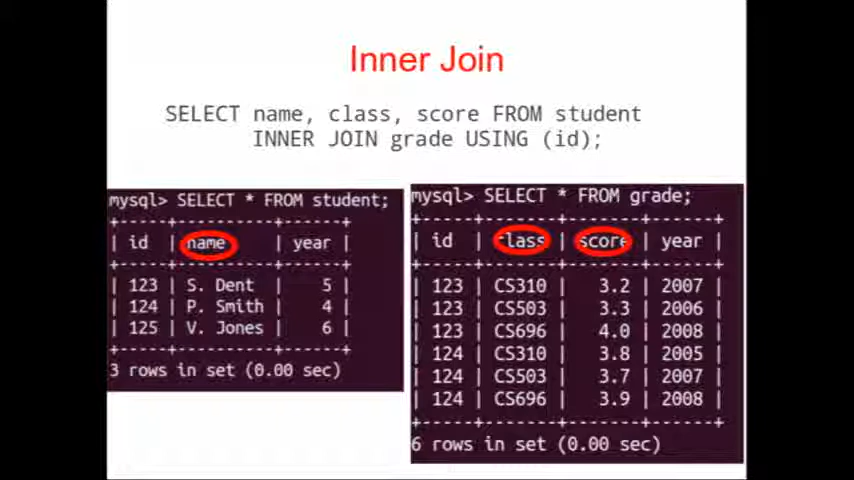 Inner Join
SELECT name, class, score FROM student
INNER JOIN grade USING (id);
mysql> SELECT * FROM student;
+-----+----------+------+
| id | name | year |
+-----+----------+------+
| 123 | S. Dent | 5 |
| 124 | P. Smith | 4 |
| 125 | V. Jones | 6 |
+-----+----------+------+
3 rows in set (0.00 sec)
mysql> SELECT * FROM grade;
+-----+-------+-------+------+
| id | class | score | year |
+-----+-------+-------+------+
| 123 | CS310 | 3.2 | 2007 |
| 123 | CS503 | 3.3 | 2006 |
| 123 | CS696 | 4.0 | 2008 |
| 124 | CS310 | 3.8 | 2005 |
| 124 | CS503 | 3.7 | 2007 |
| 124 | CS696 | 3.9 | 2008 |
+-----+-------+-------+------+
6 rows in set (0.00 sec)